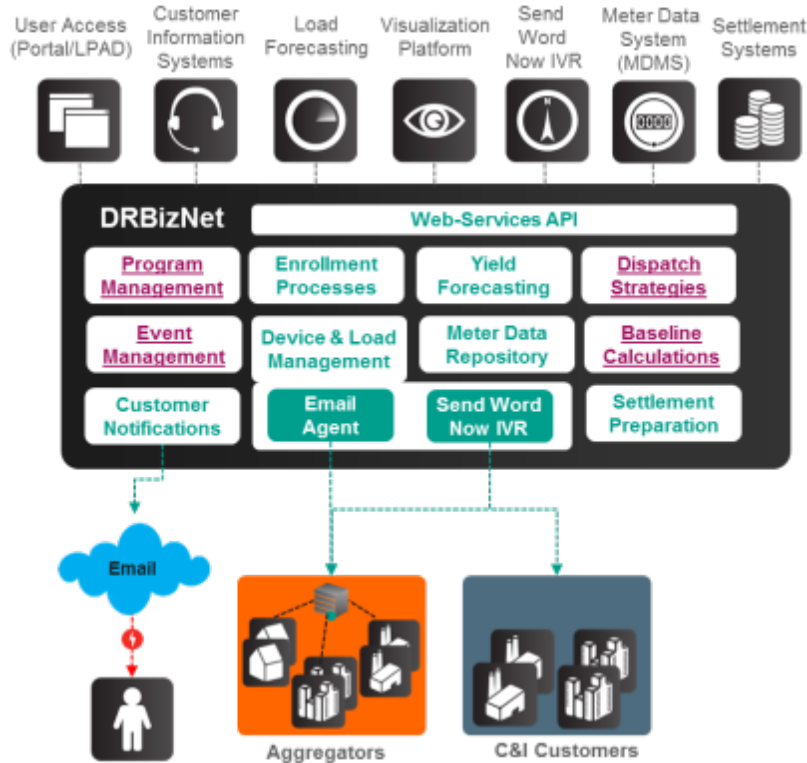 User Access
(Portal/LPAD)
Customer
Information
Systems
Load
Forecasting
Visualization
Platform
Send
Word
Now IVR
Meter Data
System
(MDMS)
Settlement
Systems
N
0000
DRBizNet
Web-Services API
Program
Management
Enrollment
Processes
Yield
Forecasting
Dispatch
Strategies
Event
Management
Device & Load
Management
Meter Data
Repository
Baseline
Calculations
Customer
Notifications
Email
Agent
Send Word
Now IVR
Settlement
Preparation
Email
Aggregators
C&I Customers